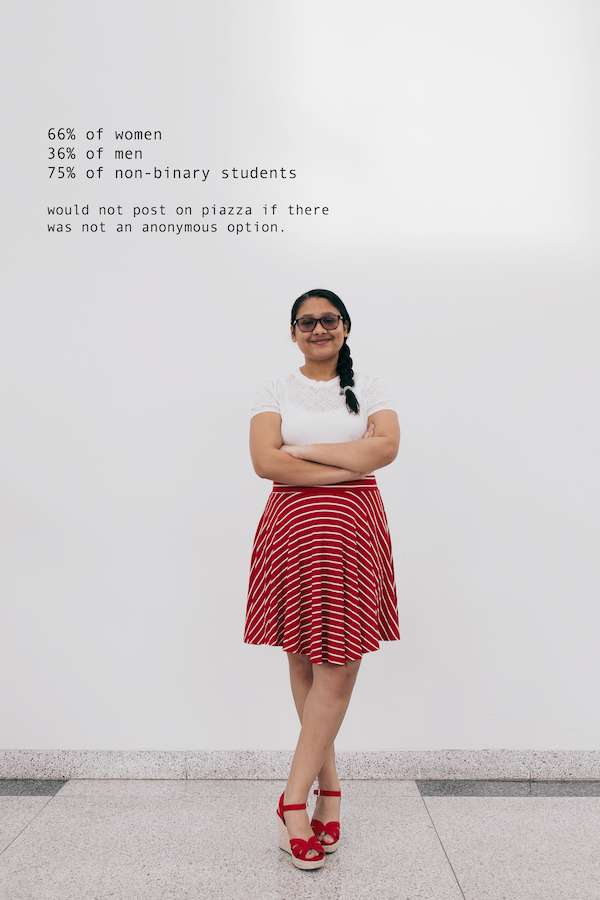 66% of women
36% of men
75% of non-binary students
would not post on piazza if there
was not an anonymous option.